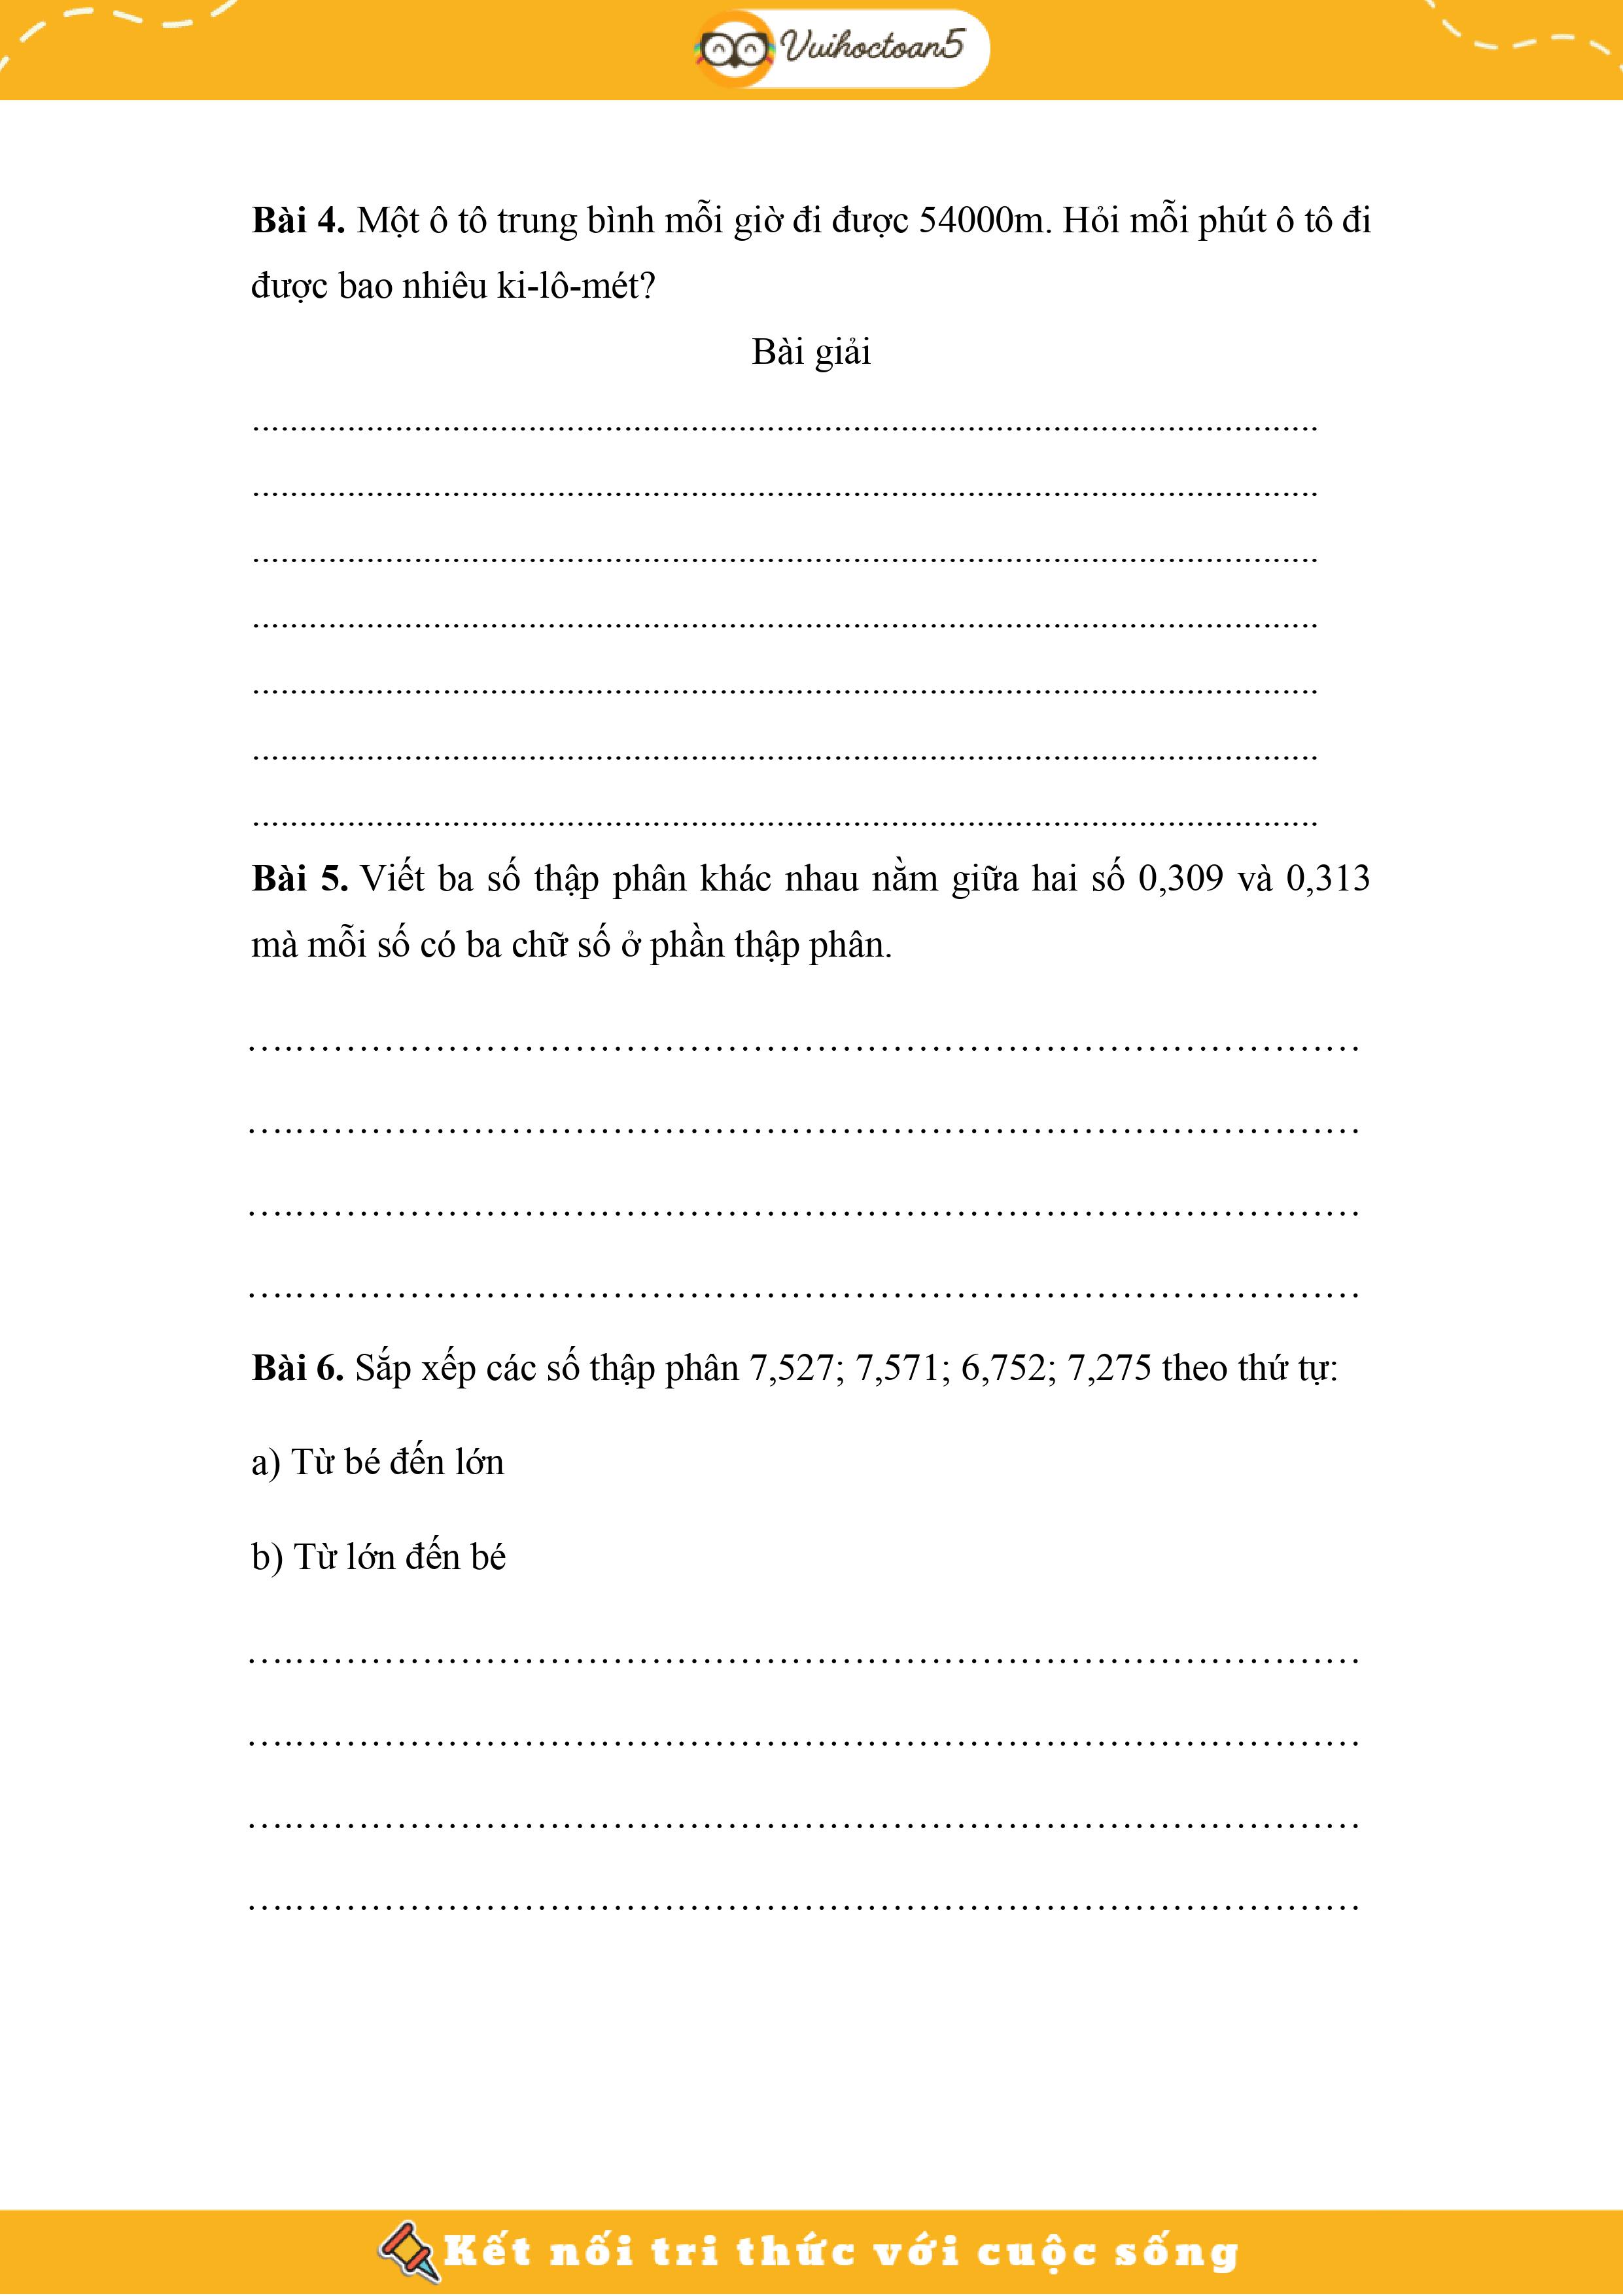 Vuihoctoan5
Bài 4. Một ô tô trung bình mỗi giờ đi được 54000m. Hỏi mỗi phút ô tô đi
được bao nhiêu ki-lô-mét?
Bài giải
Bài 5. Viết ba số thập phân khác nhau nằm giữa hai số 0,309 và 0,313
mà mỗi số có ba chữ số ở phần thập phân.
Bài 6. Sắp xếp các số thập phân 7,527; 7,571; 6,752; 7,275 theo thứ tự:
a) Từ bé đến lớn
b) Từ lớn đến bé
Kết nối tri thức với cuộc sống